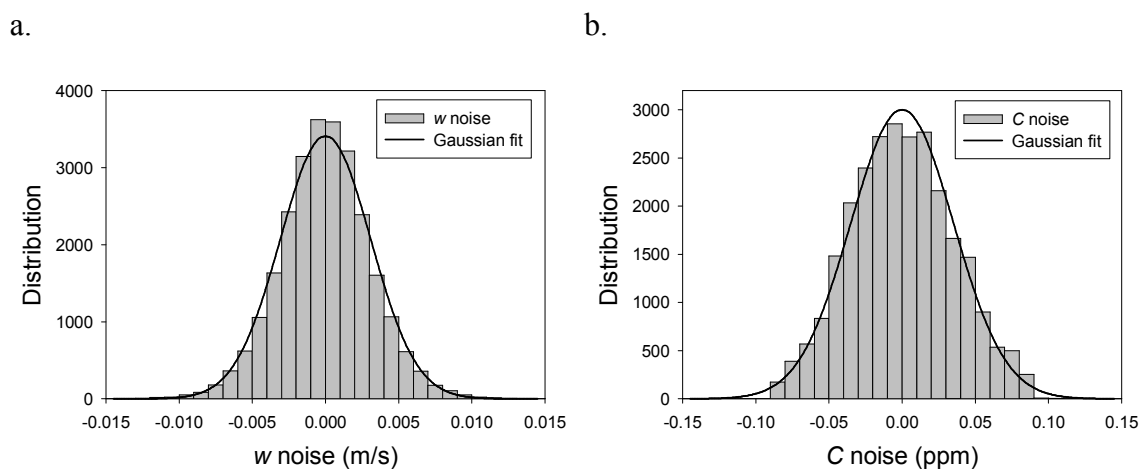 a.
b.
4000
3000
2000
1000
0
Distribution
w noise
Gaussian fit
-0.015
-0.010
-0.005
0.000
0.005
0.010
0.015
w noise (m/s)
3000
2500
2000
1500
1000
500
0
Distribution
C noise
Gaussian fit
-0.15
-0.10
-0.05
0.00
0.05
0.10
0.15
C noise (ppm)